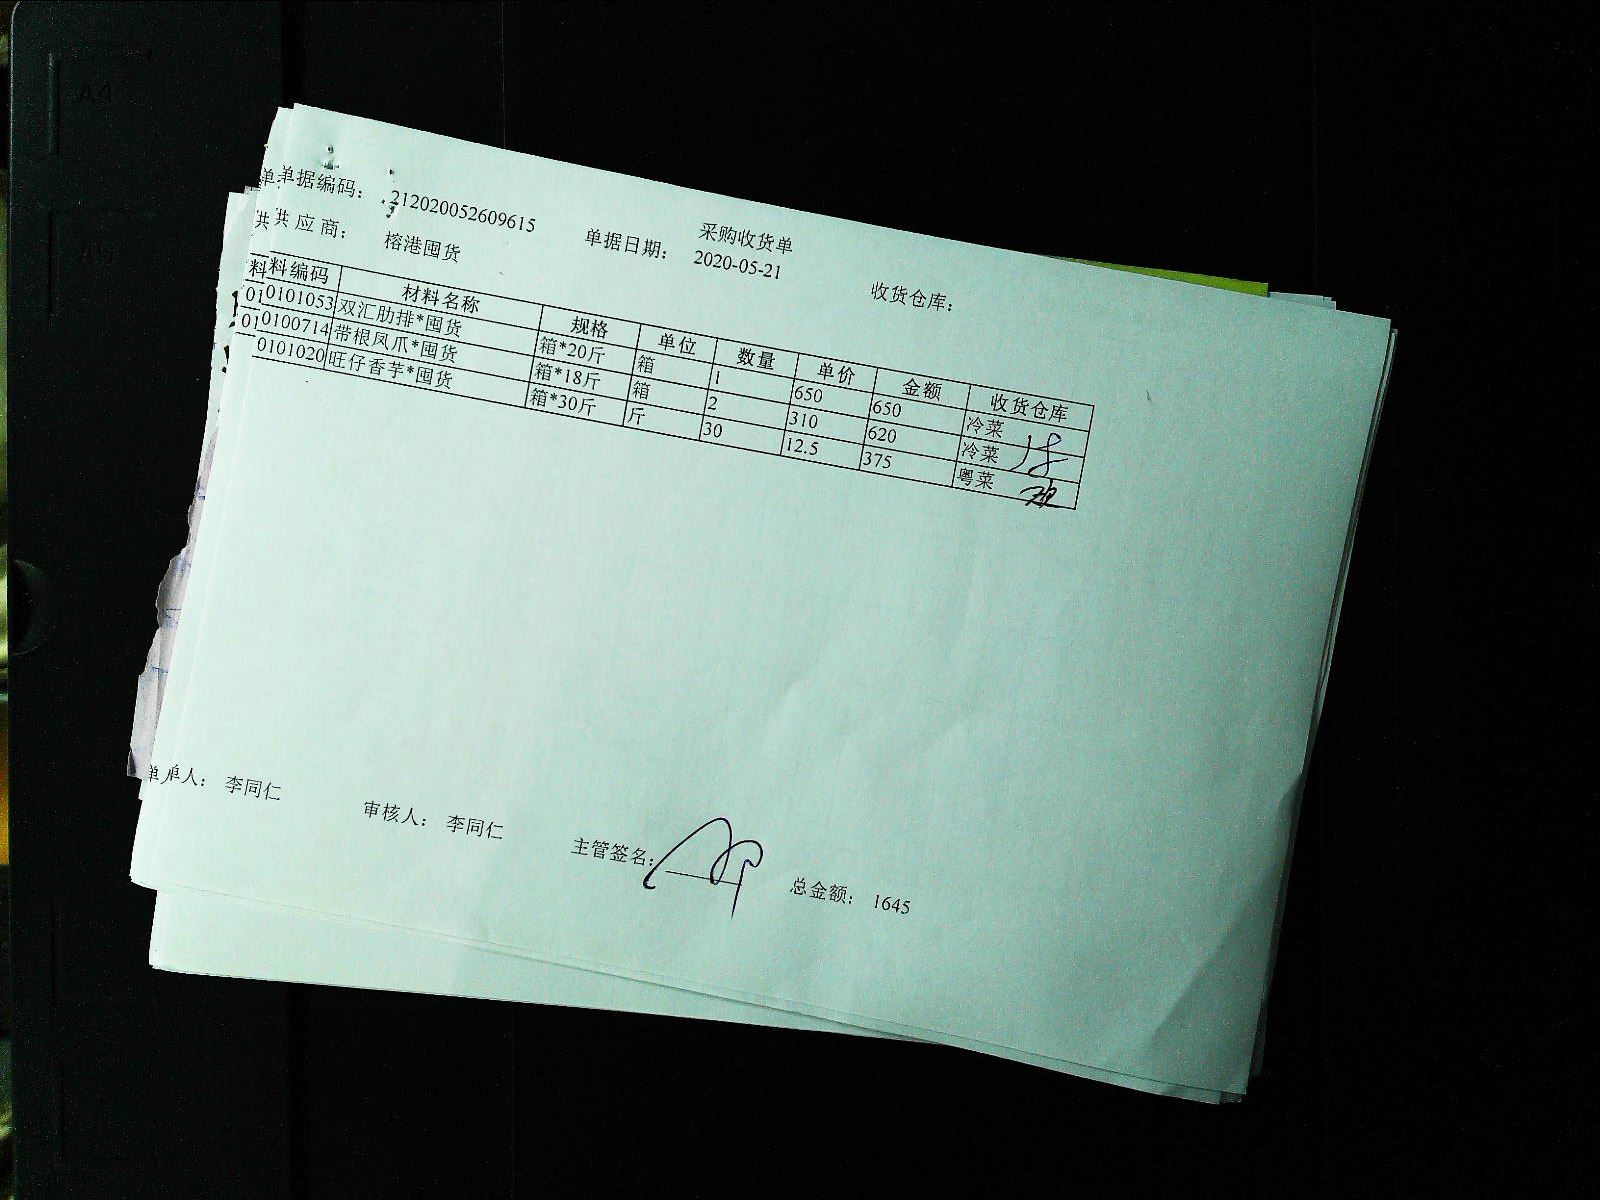 采购收货单
单据编码： 212020052609615 单据日期： 2020-05-21 收货仓库：
供应商： 榕港囤货
料编码 材料名称 规格 单位 数量 单价 金额 收货仓库
0101053 双汇肋排*囤货 箱*20斤 箱 1 650 650 冷菜
0100714 带根凤爪*囤货 箱*18斤 箱 2 310 620 冷菜
0101020 旺仔香芋*囤货 箱*30斤 斤 30 12.5 375 粤菜
单人： 李同仁 审核人： 李同仁 主管签名： 总金额： 1645